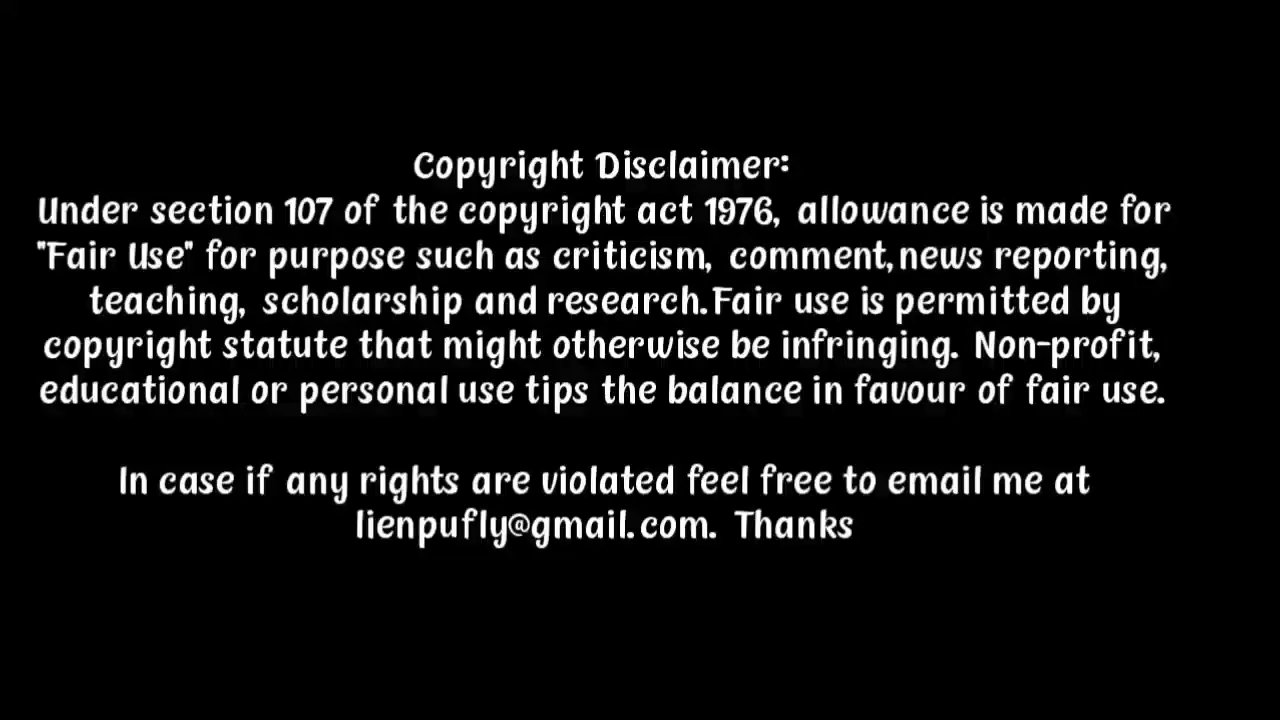 Copyright Disclaimer:
Under section 107 of the copyright act 1976, allowance is made for
"Fair Use" for purpose such as criticism, comment,news reporting,
teaching, scholarship and research.Fair use is permitted by
copyright statute that might otherwise be infringing. Non-profit,
educational or personal use tips the balance in favour of fair use.
In case if any rights are violated feel free to email me at
lienpufly@gmail.com. Thanks